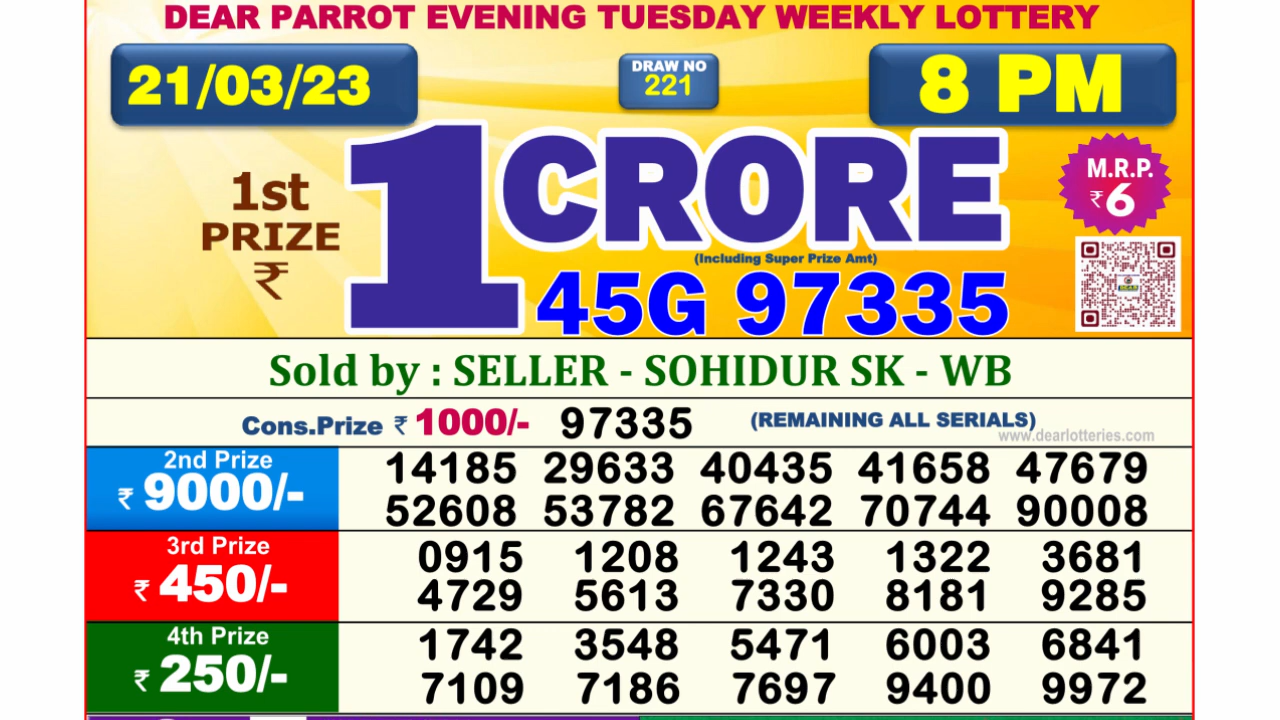 DEAR PARROT EVENING TUESDAY WEEKLY LOTTERY
21/03/23
DRAW NO
221
8 PM
1st
PRIZE
₹
1 CRORE
(Including Super Prize Amt)
45G 97335
M.R.P.
₹6
DEAR
Sold by : SELLER - SOHIDUR SK - WB
Cons.Prize ₹ 1000/- 97335 (REMAINING ALL SERIALS)
www.dearlotteries.com
2nd Prize
₹ 9000/-
14185 29633 40435 41658 47679
52608 53782 67642 70744 90008
3rd Prize
₹ 450/-
0915 1208 1243 1322 3681
4729 5613 7330 8181 9285
4th Prize
₹ 250/-
1742 3548 5471 6003 6841
7109 7186 7697 9400 9972